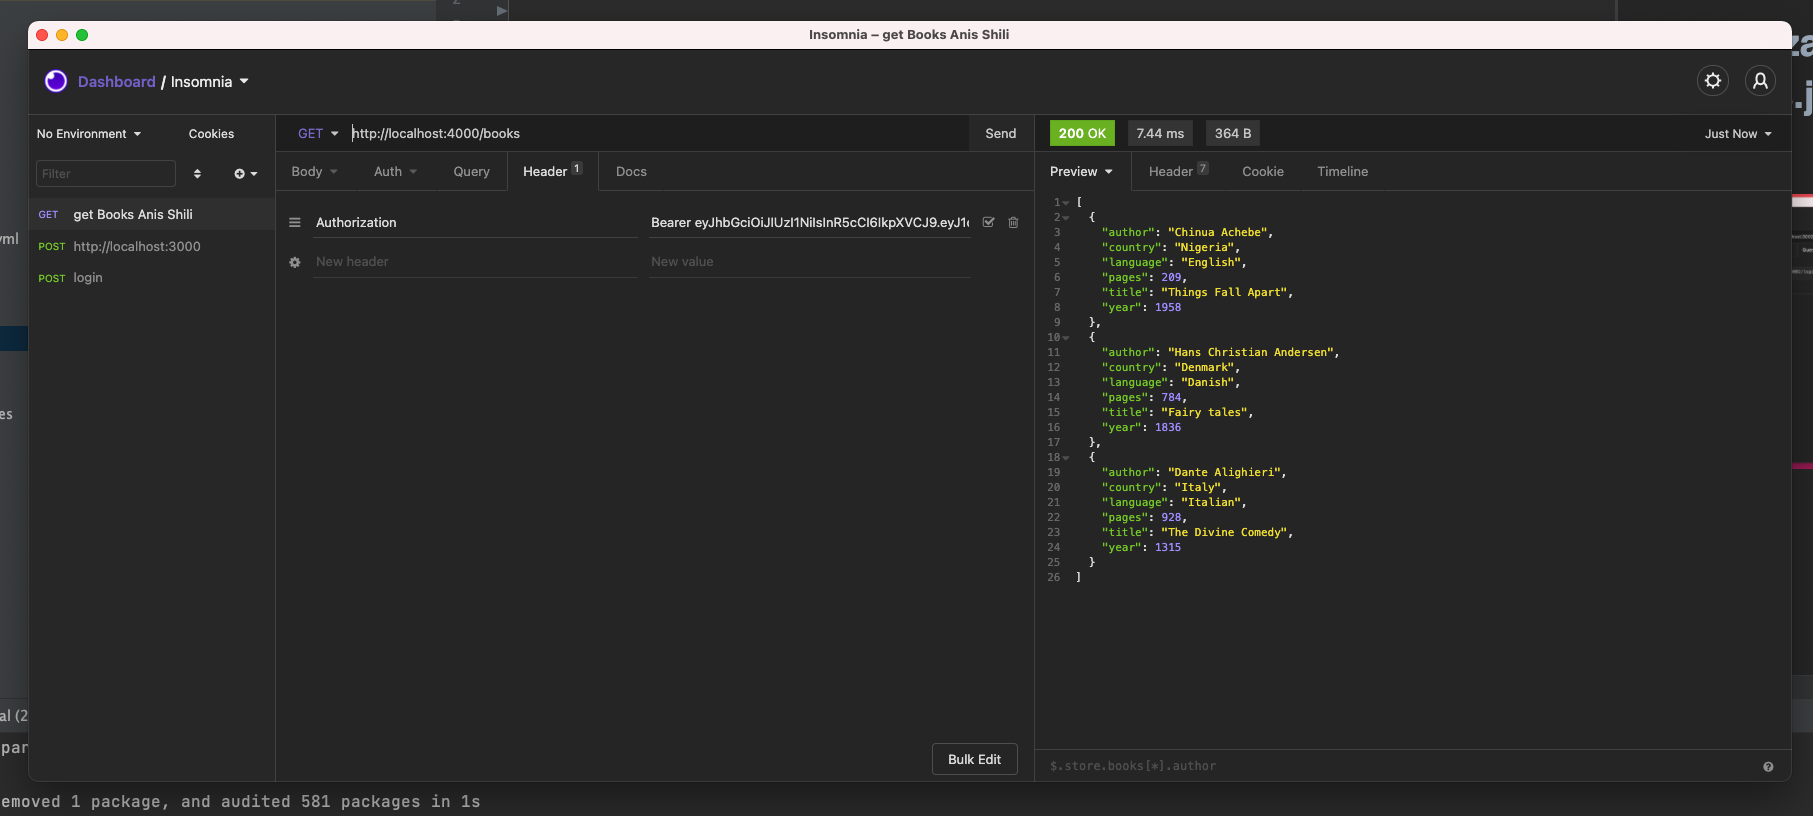 2
Insomnia – get Books Anis Shili
Dashboard / Insomnia
No Environment
Cookies
GET
http://localhost:4000/books
Send
200 OK
7.44 ms
364 B
Just Now
Filter
Body
Auth
Query
Header 1
Docs
Preview
Header 7
Cookie
Timeline
GET get Books Anis Shili
POST http://localhost:3000
POST login
Authorization
Bearer eyJhbGciOiJIUzI1NiIsInR5cCI6IkpXVCJ9.eyJ1
New header
New value
1 [
2 {
3 "author": "Chinua Achebe",
4 "country": "Nigeria",
5 "language": "English",
6 "pages": 209,
7 "title": "Things Fall Apart",
8 "year": 1958
9 },
10 {
11 "author": "Hans Christian Andersen",
12 "country": "Denmark",
13 "language": "Danish",
14 "pages": 784,
15 "title": "Fairy tales",
16 "year": 1836
17 },
18 {
19 "author": "Dante Alighieri",
20 "country": "Italy",
21 "language": "Italian",
22 "pages": 928,
23 "title": "The Divine Comedy",
24 "year": 1315
25 }
26 ]
Bulk Edit
$.store.books[*].author
za
.j
yml
es
al (2
par
emoved 1 package, and audited 581 packages in 1s